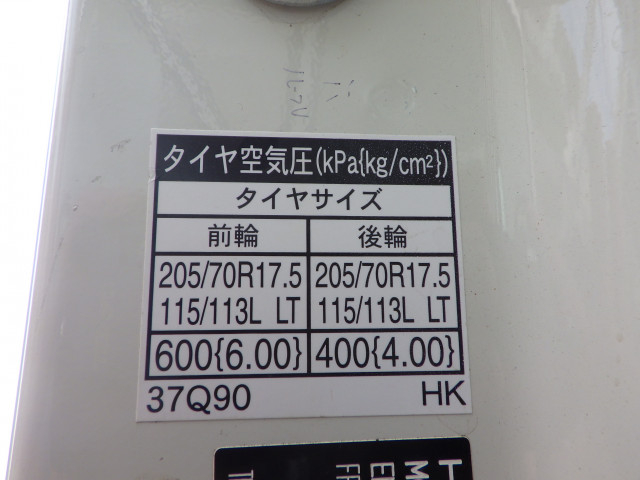 タイヤ空気圧(kPa{kg/cm²})
タイヤサイズ
前輪 後輪
205/70R17.5 205/70R17.5
115/113L LT 115/113L LT
600{6.00} 400{4.00}
37Q90 HK